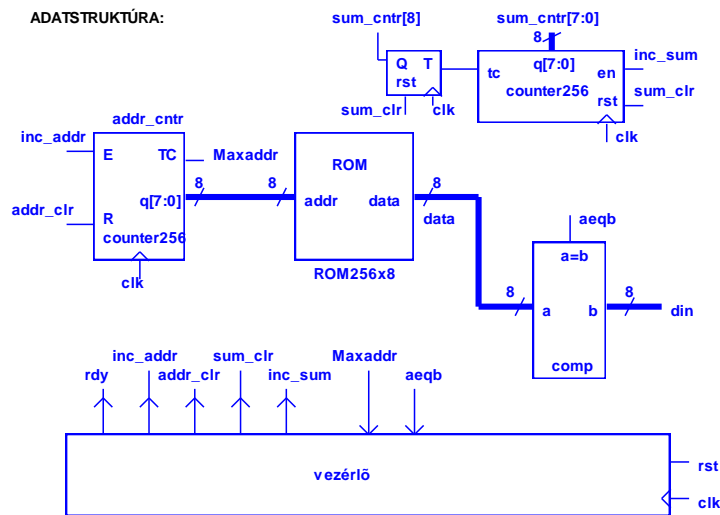 ADATSTRUKTÚRA:
sum_cntr[8]
sum_cntr[7:0]
8
Q T
rst
tc
q[7:0]
en
counter256
rst
inc_sum
sum_clr
sum_clr
clk
clk
addr_cntr
inc_addr
E TC
Maxaddr
q[7:0]
addr_clr
R
counter256
clk
8
8
ROM
addr data
ROM256x8
8
data
aeqb
a=b
8
a b
8
din
comp
inc_addr
sum_clr
Maxaddr
rdy
addr_clr
inc_sum
aeqb
vezérlõ
rst
clk